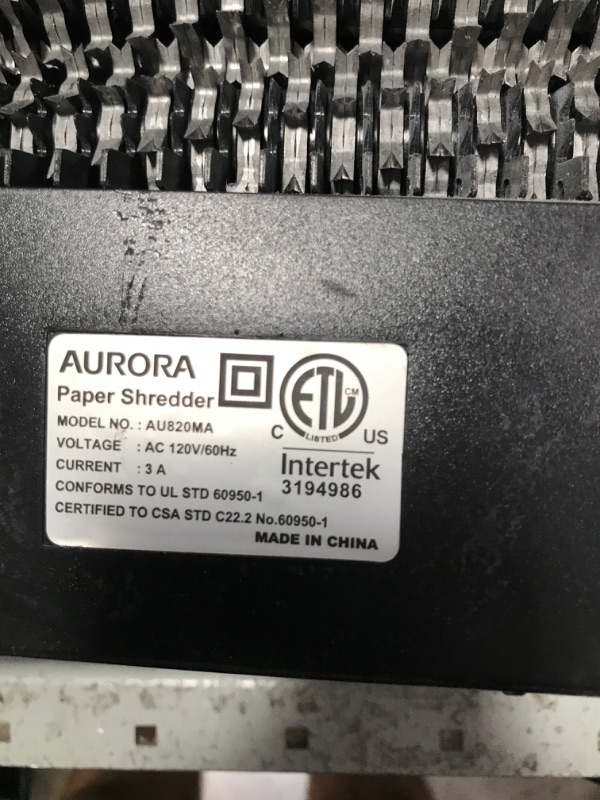 AURORA
Paper Shredder
MODEL NO. : AU820MA
VOLTAGE : AC 120V/60Hz
CURRENT : 3 A
CONFORMS TO UL STD 60950-1
CERTIFIED TO CSA STD C22.2 No.60950-1
MADE IN CHINA
ETL CM
LISTED
C US
Intertek
3194986